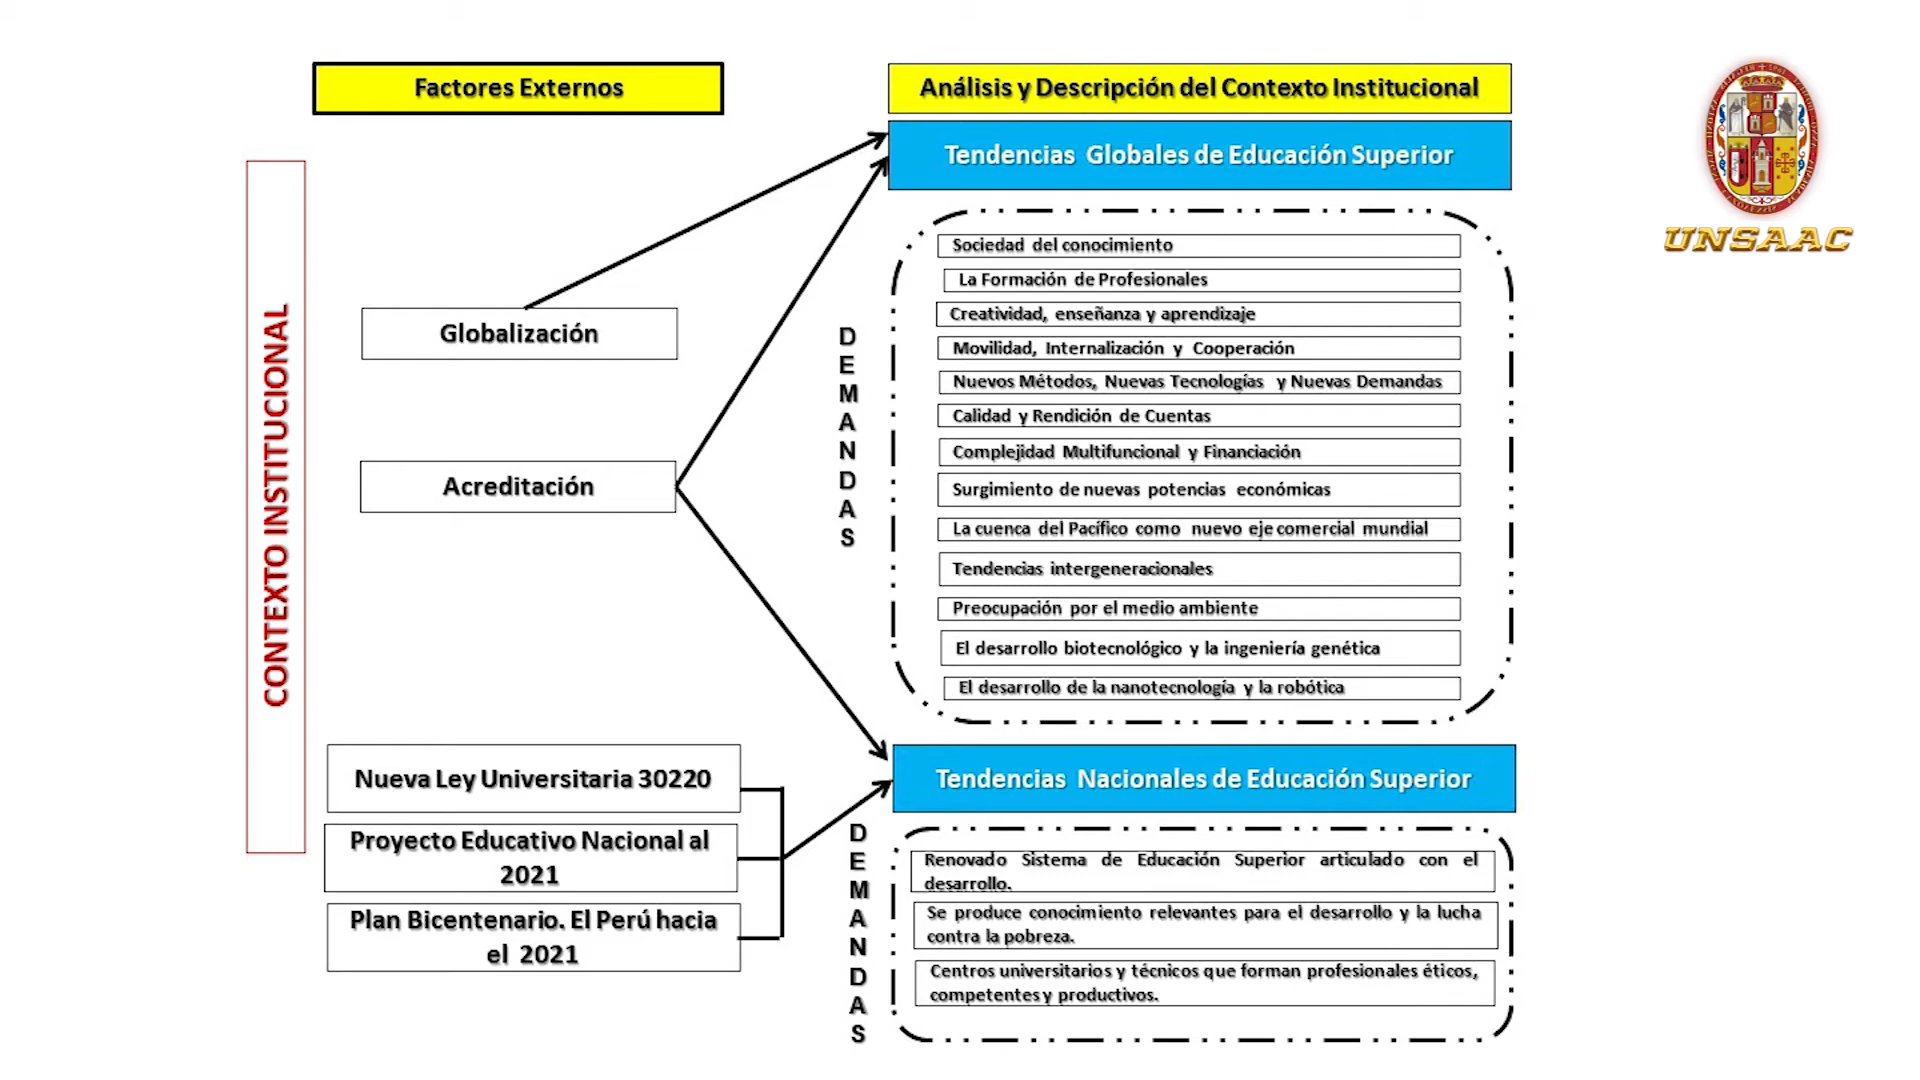 Factores Externos
Análisis y Descripción del Contexto Institucional
Tendencias Globales de Educación Superior
UNSAAC
CONTEXTO INSTITUCIONAL
Globalización
Acreditación
DEMANDAS
Sociedad del conocimiento
La Formación de Profesionales
Creatividad, enseñanza y aprendizaje
Movilidad, Internalización y Cooperación
Nuevos Métodos, Nuevas Tecnologías y Nuevas Demandas
Calidad y Rendición de Cuentas
Complejidad Multifuncional y Financiación
Surgimiento de nuevas potencias económicas
La cuenca del Pacífico como nuevo eje comercial mundial
Tendencias intergeneracionales
Preocupación por el medio ambiente
El desarrollo biotecnológico y la ingeniería genética
El desarrollo de la nanotecnología y la robótica
Nueva Ley Universitaria 30220
Proyecto Educativo Nacional al
2021
Plan Bicentenario. El Perú hacia
el 2021
Tendencias Nacionales de Educación Superior
DEMANDAS
Renovado Sistema de Educación Superior articulado con el
desarrollo.
Se produce conocimiento relevantes para el desarrollo y la lucha
contra la pobreza.
Centros universitarios y técnicos que forman profesionales éticos,
competentes y productivos.